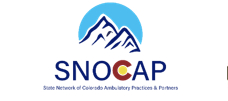 SNOCAP
State Network of Colorado Ambulatory Practices & Partners